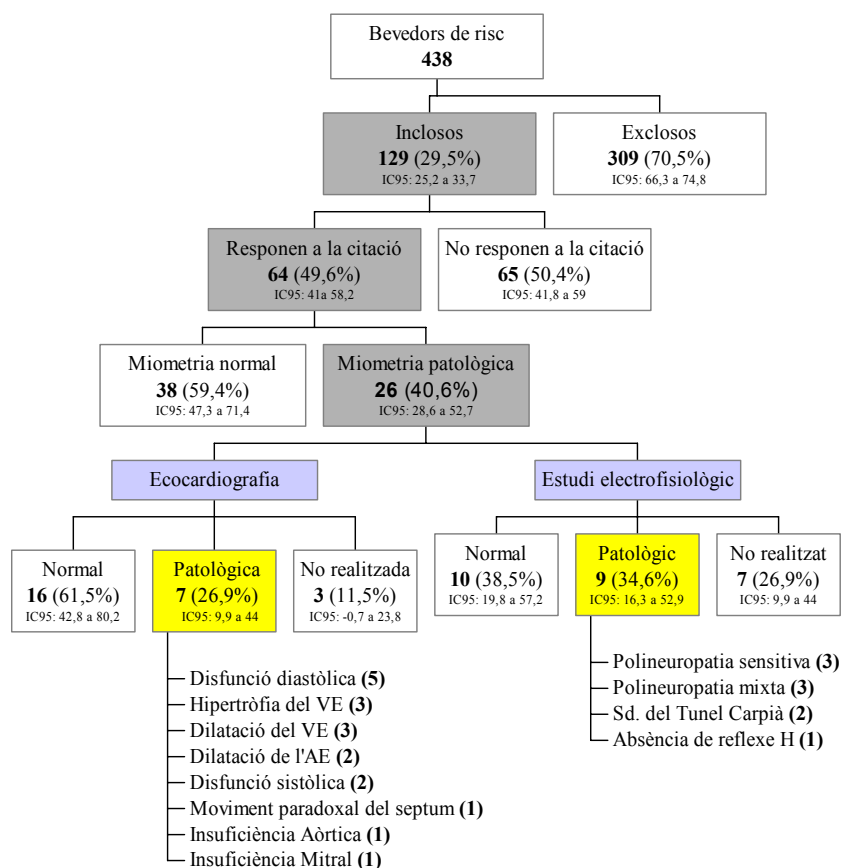 Bevedors de risc
438
Inclosos
129 (29,5%)
IC95: 25,2 a 33,7
Exclosos
309 (70,5%)
IC95: 66,3 a 74,8
Responen a la citació
64 (49,6%)
IC95: 41a 58,2
No responen a la citació
65 (50,4%)
IC95: 41,8 a 59
Miometria normal
38 (59,4%)
IC95: 47,3 a 71,4
Miometria patològica
26 (40,6%)
IC95: 28,6 a 52,7
Ecocardiografia
Estudi electrofisiològic
Normal
16 (61,5%)
IC95: 42,8 a 80,2
Patològica
7 (26,9%)
IC95: 9,9 a 44
No realitzada
3 (11,5%)
IC95: -0,7 a 23,8
Normal
10 (38,5%)
IC95: 19,8 a 57,2
Patològic
9 (34,6%)
IC95: 16,3 a 52,9
No realitzat
7 (26,9%)
IC95: 9,9 a 44
Disfunció diastòlica (5)
Hipertròfia del VE (3)
Dilatació del VE (3)
Dilatació de l'AE (2)
Disfunció sistòlica (2)
Moviment paradoxal del septum (1)
Insuficiència Aòrtica (1)
Insuficiència Mitral (1)
Polineuropatia sensitiva (3)
Polineuropatia mixta (3)
Sd. del Tunel Carpià (2)
Absència de reflexe H (1)